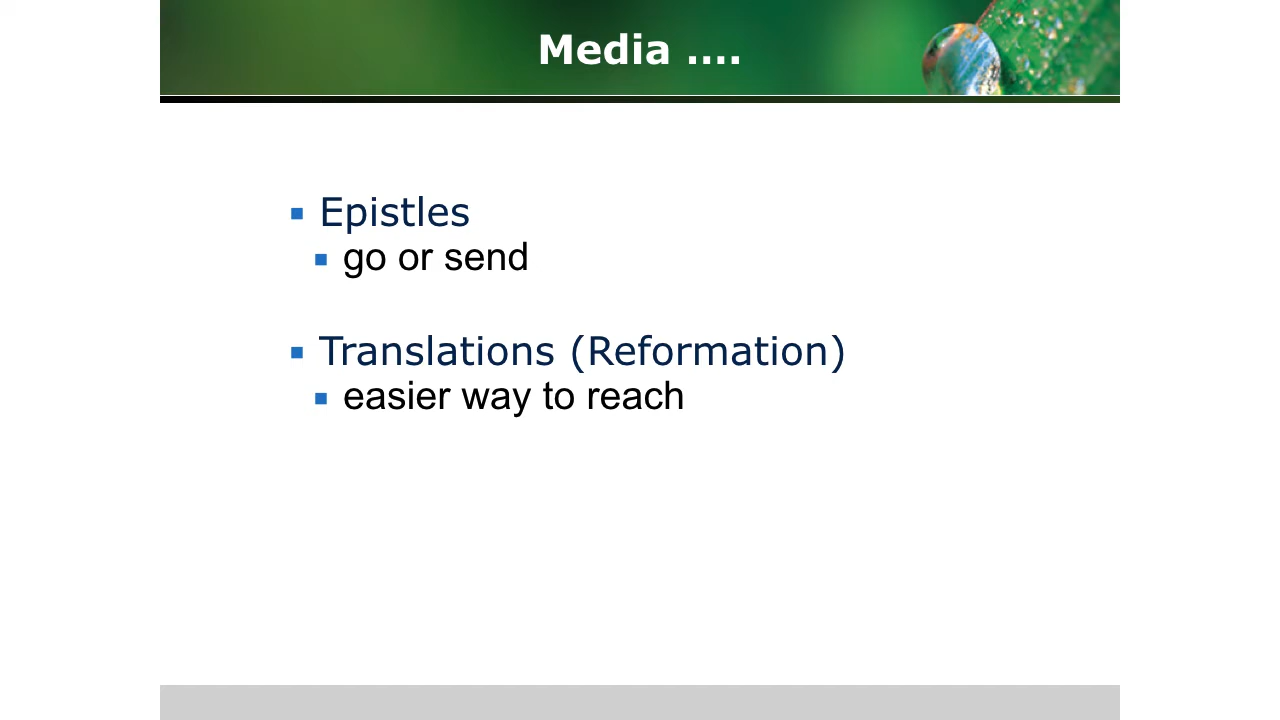 Media ....
Epistles
go or send
Translations (Reformation)
easier way to reach